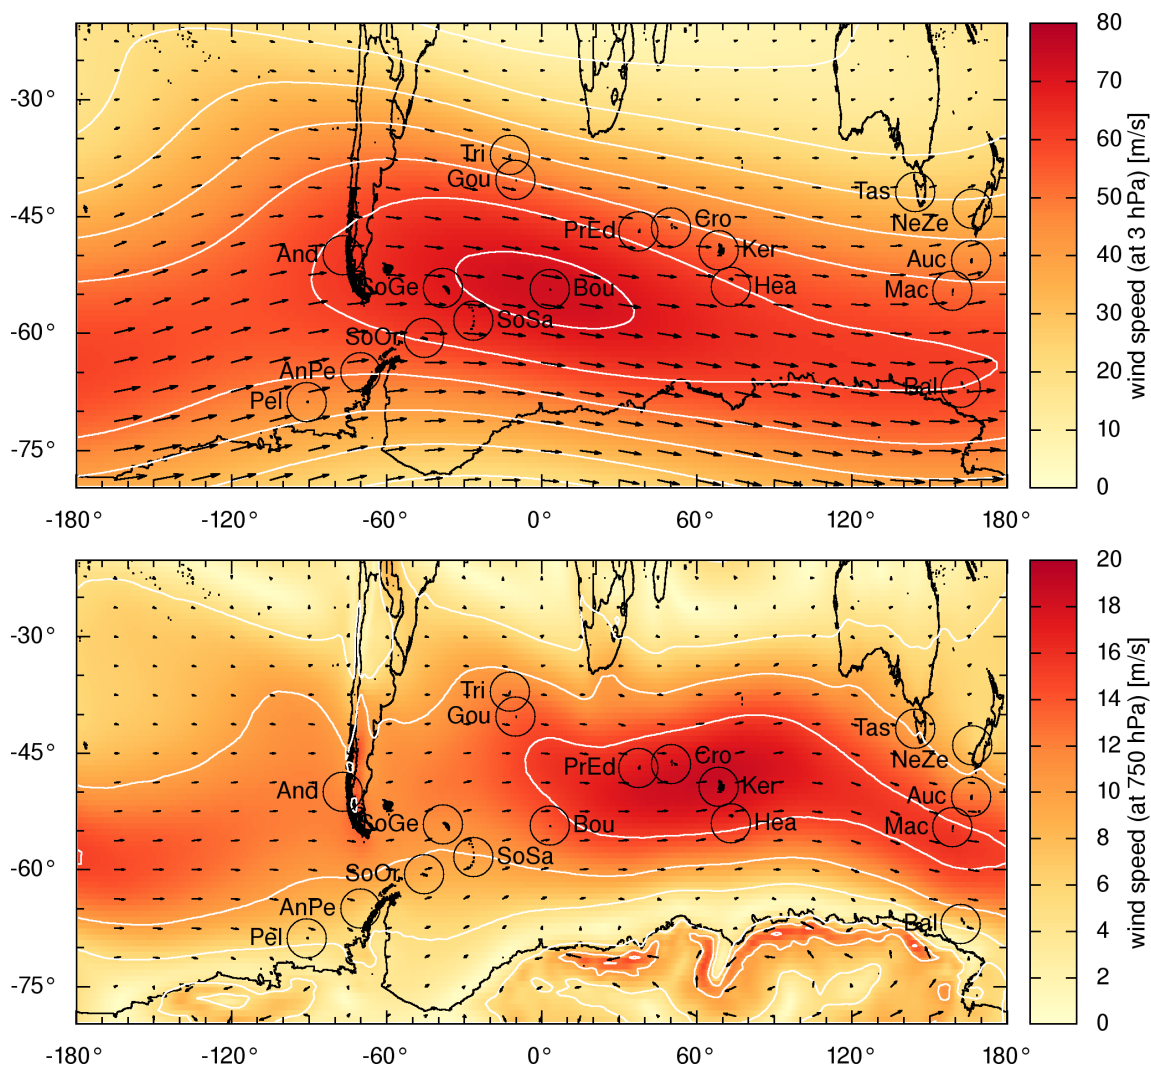 80
-30°
70
60
Tri
Gou
Tas
-45°
50
Cro
NeZe
PrEd
And
Ker
Auc
40
SoGe
Bou
Hea
Mac
30
-60°
SoOr
SoSa
20
AnPe
Pel
Bal
-75°
10
0
wind speed (at 3 hPa) [m/s]
-180° -120° -60° 0° 60° 120° 180°
20
18
-30°
16
Tri
Gou
14
Tas
-45°
12
Cro
NeZe
PrEd
And
Ker
Auc
10
SoGe
Bou
Hea
Mac
8
-60°
SoOr
SoSa
6
AnPe
Pel
Bal
4
-75°
2
0
wind speed (at 750 hPa) [m/s]
-180° -120° -60° 0° 60° 120° 180°